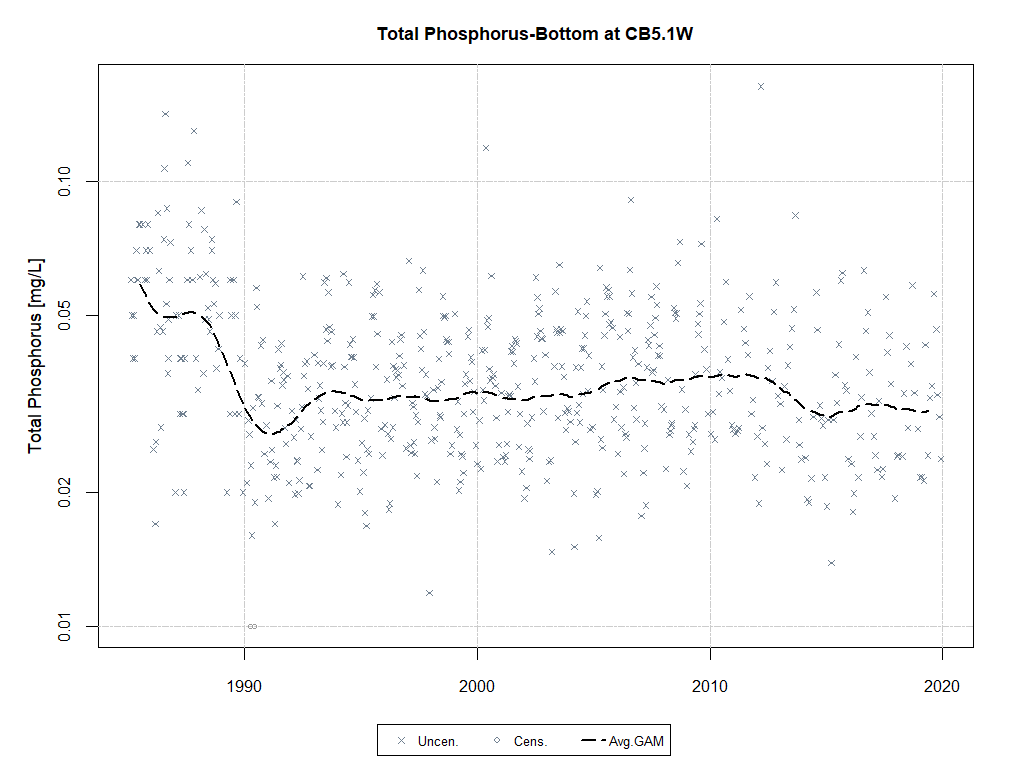 Total Phosphorus-Bottom at CB5.1W
Total Phosphorus [mg/L]
0.10
0.05
0.02
0.01
1990 2000 2010 2020
Uncen. Cens. Avg.GAM